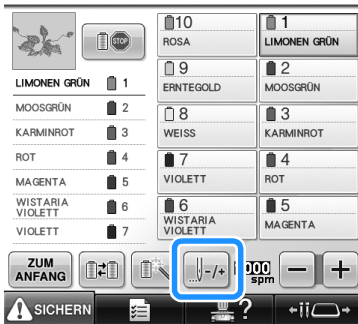 STOP
LIMONEN GRÜN 1
MOOSGRÜN 2
KARMINROT 3
ROT 4
MAGENTA 5
WISTARIA
VIOLETT 6
VIOLETT 7
10
ROSA
1
LIMONEN GRÜN
9
ERNTEGOLD
2
MOOSGRÜN
8
WEISS
3
KARMINROT
7
VIOLETT
4
ROT
6
WISTARIA
VIOLETT
5
MAGENTA
ZUM
ANFANG
-/+
spm
- +
SICHERN
?